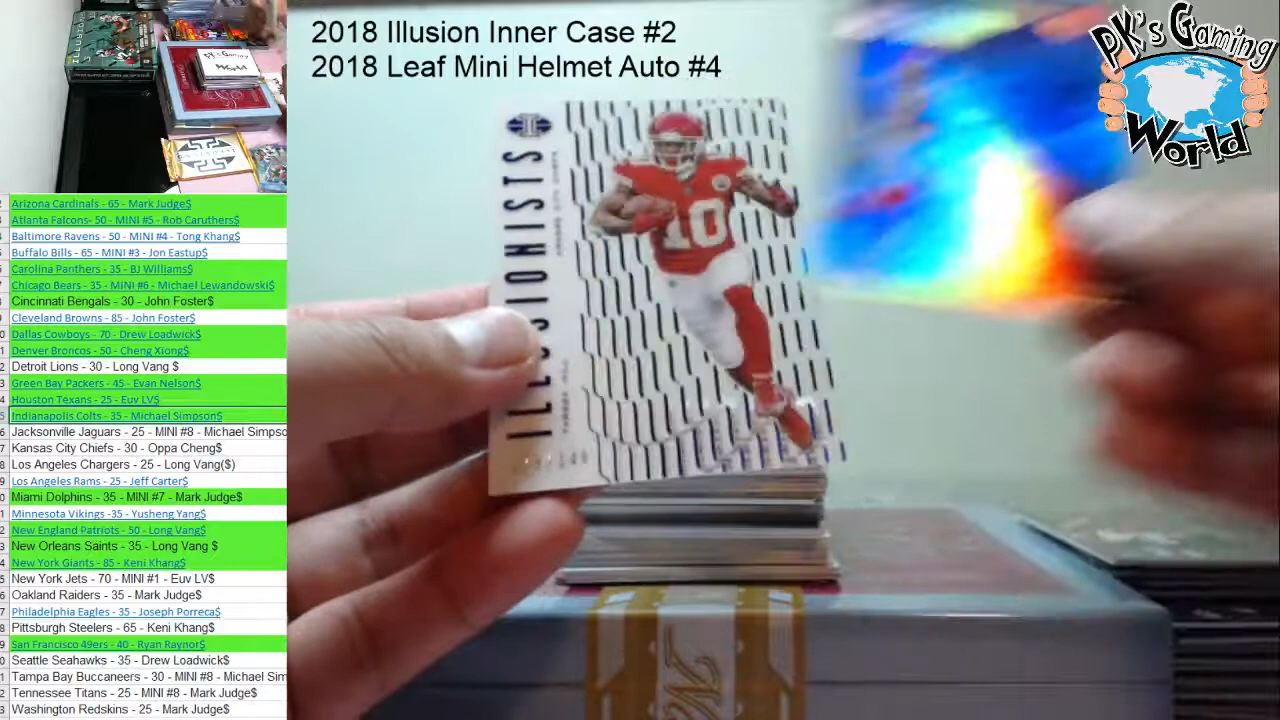 2018 Illusion Inner Case #2
2018 Leaf Mini Helmet Auto #4
PK's Gaming
World
ILLUSIONISTS
10
Arizona Cardinals - 65 - Mark Judge$
Atlanta Falcons- 50 - MINI #5 - Rob Caruthers$
Baltimore Ravens - 50 - MINI #4 - Tong Khang$
Buffalo Bills - 65 - MINI #3 - Jon Eastup$
Carolina Panthers - 35 - BJ Williams$
Chicago Bears - 35 - MINI #6 - Michael Lewandowski$
Cincinnati Bengals - 30 - John Foster$
Cleveland Browns - 85 - John Foster$
Dallas Cowboys - 70 - Drew Loadwick$
Denver Broncos - 50 - Cheng Xiong$
Detroit Lions - 30 - Long Vang $
Green Bay Packers - 45 - Evan Nelson$
Houston Texans - 25 - Euv LV$
Indianapolis Colts - 35 - Michael Simpson$
Jacksonville Jaguars - 25 - MINI #8 - Michael Simpso
Kansas City Chiefs - 30 - Oppa Cheng$
Los Angeles Chargers - 25 - Long Vang($)
Los Angeles Rams - 25 - Jeff Carter$
Miami Dolphins - 35 - MINI #7 - Mark Judge$
Minnesota Vikings -35 - Yusheng Yang$
New England Patriots - 50 - Long Vang$
New Orleans Saints - 35 - Long Vang $
New York Giants - 85 - Keni Khang$
New York Jets - 70 - MINI #1 - Euv LV$
Oakland Raiders - 35 - Mark Judge$
Philadelphia Eagles - 35 - Joseph Porreca$
Pittsburgh Steelers - 65 - Keni Khang$
San Francisco 49ers - 40 - Ryan Raynor$
Seattle Seahawks - 35 - Drew Loadwick$
Tampa Bay Buccaneers - 30 - MINI #8 - Michael Sim
Tennessee Titans - 25 - MINI #8 - Mark Judge$
Washington Redskins - 25 - Mark Judge$